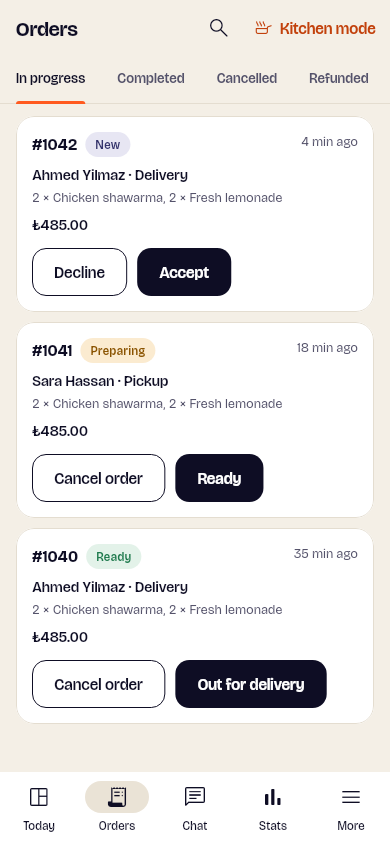 Orders
Kitchen mode
In progress Completed Cancelled Refunded
#1042 New 4 min ago
Ahmed Yilmaz · Delivery
2 × Chicken shawarma, 2 × Fresh lemonade
₺485.00
Decline Accept
#1041 Preparing 18 min ago
Sara Hassan · Pickup
2 × Chicken shawarma, 2 × Fresh lemonade
₺485.00
Cancel order Ready
#1040 Ready 35 min ago
Ahmed Yilmaz · Delivery
2 × Chicken shawarma, 2 × Fresh lemonade
₺485.00
Cancel order Out for delivery
Today Orders Chat Stats More